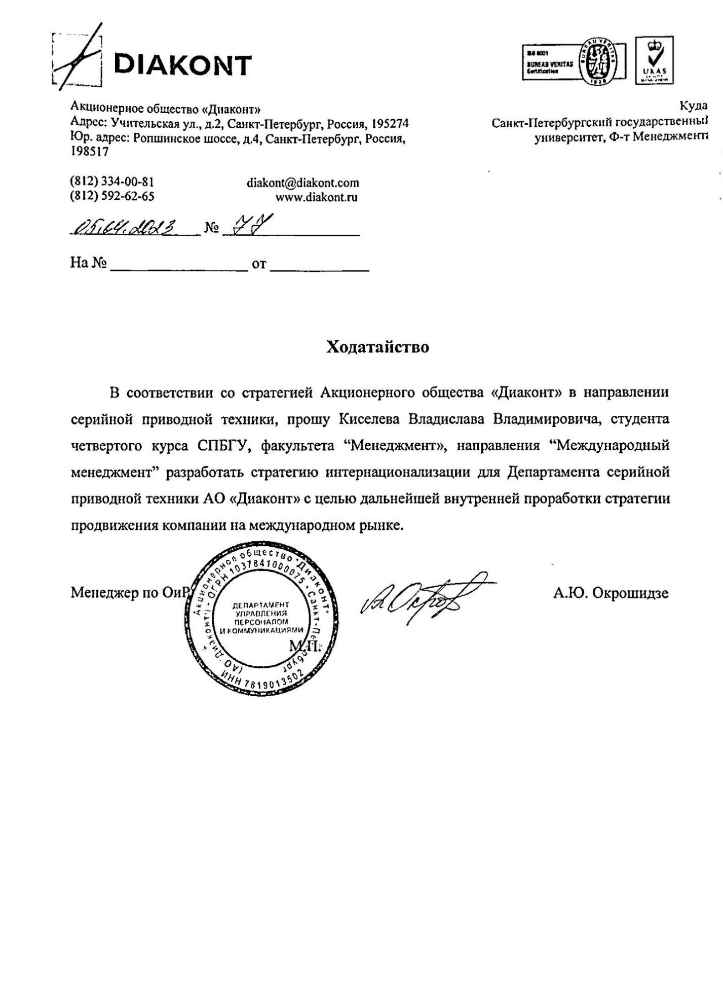 DIAKONT
ISO 9001
BUREAU VERITAS
Certification
BUREAU VERITAS
1828
UKAS
Акционерное общество «Диаконт»
Адрес: Учительская ул., д.2, Санкт-Петербург, Россия, 195274
Юр. адрес: Ропшинское шоссе, д.4, Санкт-Петербург, Россия,
198517
Куда
Санкт-Петербургский государственный
университет, Ф-т Менеджмент
(812) 334-00-81 diakont@diakont.com
(812) 592-62-65 www.diakont.ru
05.04.2023 № 77
На № от
Ходатайство
В соответствии со стратегией Акционерного общества «Диаконт» в направлении
серийной приводной техники, прошу Киселева Владислава Владимировича, студента
четвертого курса СПБГУ, факультета “Менеджмент», направления “Международный
менеджмент” разработать стратегию интернационализации для Департамента серийной
приводной техники АО «Диаконт» с целью дальнейшей внутренней проработки стратегии
продвижения компании на международном рынке.
Менеджер по ОиР А.Ю. Окрошидзе
Акционерное общество "Диаконт"
(АО "Диаконт") • ОГРН 1037841000075 • Санкт-Петербург
ИНН 7819013502
ДЕПАРТАМЕНТ
УПРАВЛЕНИЯ
ПЕРСОНАЛОМ
И КОММУНИКАЦИЯМИ
М.П.